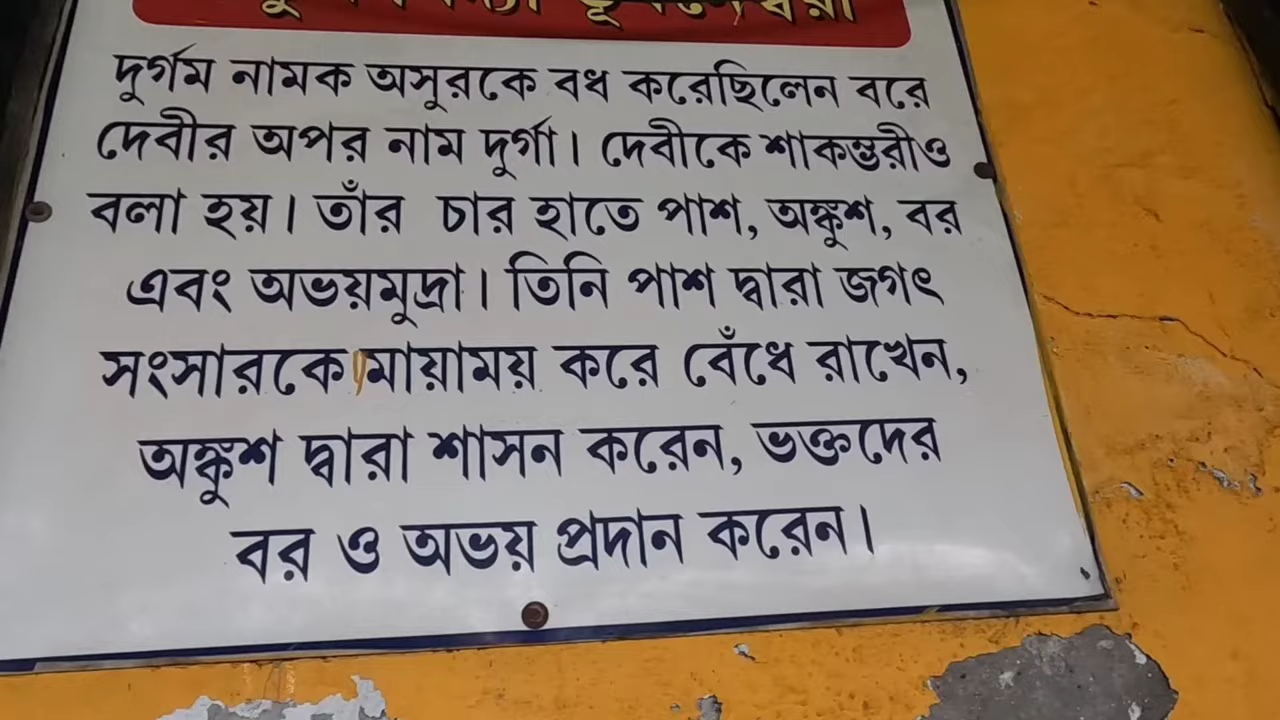 দুর্গম নামক অসুরকে বধ করেছিলেন বরে
দেবীর অপর নাম দুর্গা। দেবীকে শাকম্ভরীও
বলা হয়। তাঁর চার হাতে পাশ, অঙ্কুশ, বর
এবং অভয়মুদ্রা। তিনি পাশ দ্বারা জগৎ
সংসারকে মায়াময় করে বেঁধে রাখেন,
অঙ্কুশ দ্বারা শাসন করেন, ভক্তদের
বর ও অভয় প্রদান করেন।